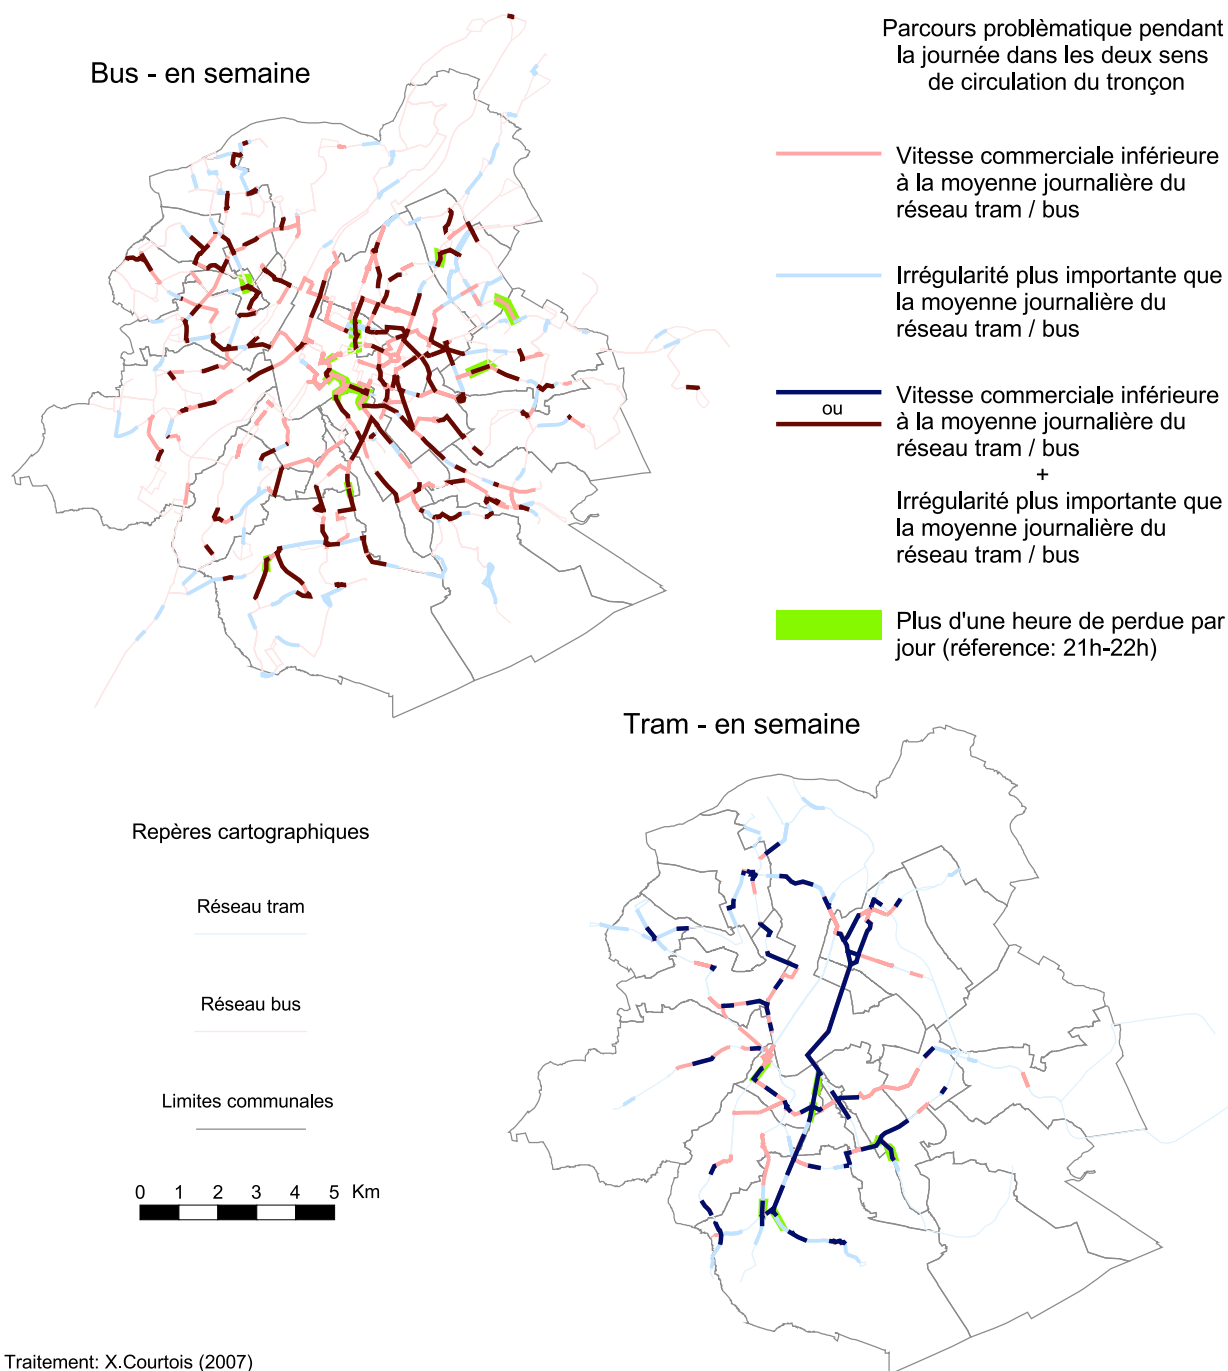 Bus - en semaine
Parcours problèmatique pendant
la journée dans les deux sens
de circulation du tronçon
Vitesse commerciale inférieure
à la moyenne journalière du
réseau tram / bus
Irrégularité plus importante que
la moyenne journalière du
réseau tram / bus
ou
Vitesse commerciale inférieure
à la moyenne journalière du
réseau tram / bus
+
Irrégularité plus importante que
la moyenne journalière du
réseau tram / bus
Plus d'une heure de perdue par
jour (réference: 21h-22h)
Tram - en semaine
Repères cartographiques
Réseau tram
Réseau bus
Limites communales
0 1 2 3 4 5 Km
Traitement: X.Courtois (2007)